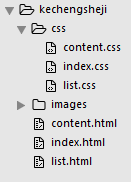 kechengsheji
css
content.css
index.css
list.css
images
content.html
index.html
list.html